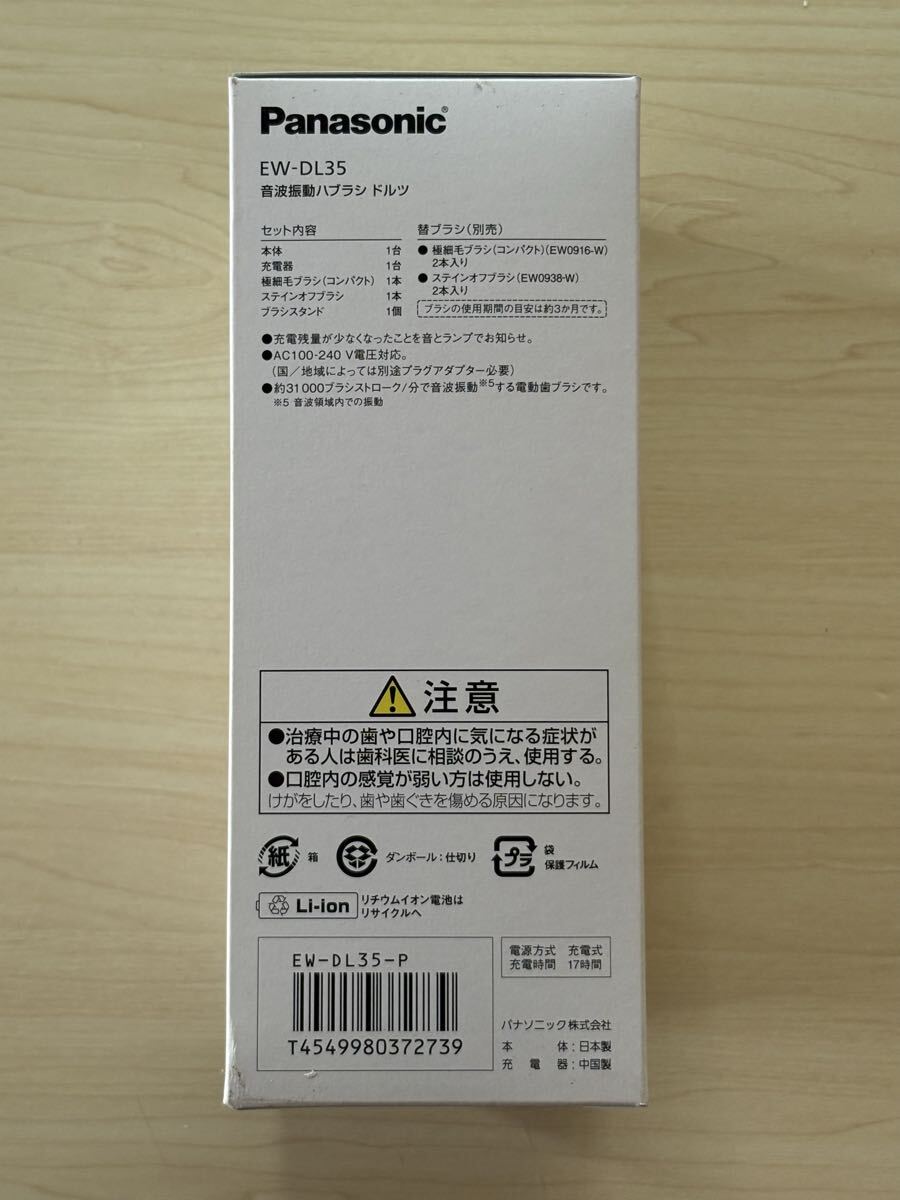 Panasonic®
EW-DL35
音波振動ハブラシ ドルツ
セット内容
本体 1台
充電器 1台
極細毛ブラシ(コンパクト) 1本
ステインオフブラシ 1本
ブラシスタンド 1個
替ブラシ(別売)
● 極細毛ブラシ(コンパクト)(EW0916-W)
2本入り
● ステインオフブラシ(EW0938-W)
2本入り
ブラシの使用期間の目安は約3か月です。
●充電残量が少なくなったことを音とランプでお知らせ。
●AC100-240 V電圧対応。
(国/地域によっては別途プラグアダプター必要)
●約31000ブラシストローク/分で音波振動※5する電動歯ブラシです。
※5 音波領域内での振動
注意
●治療中の歯や口腔内に気になる症状が
ある人は歯科医に相談のうえ、使用する。
●口腔内の感覚が弱い方は使用しない。
けがをしたり、歯や歯ぐきを傷める原因になります。
紙 箱
ダンボール:仕切り
プラ 袋
保護フィルム
Li-ion リチウムイオン電池は
リサイクルへ
EW-DL35-P
T4549980372739
電源方式 充電式
充電時間 17時間
パナソニック株式会社
本体:日本製
充電器:中国製